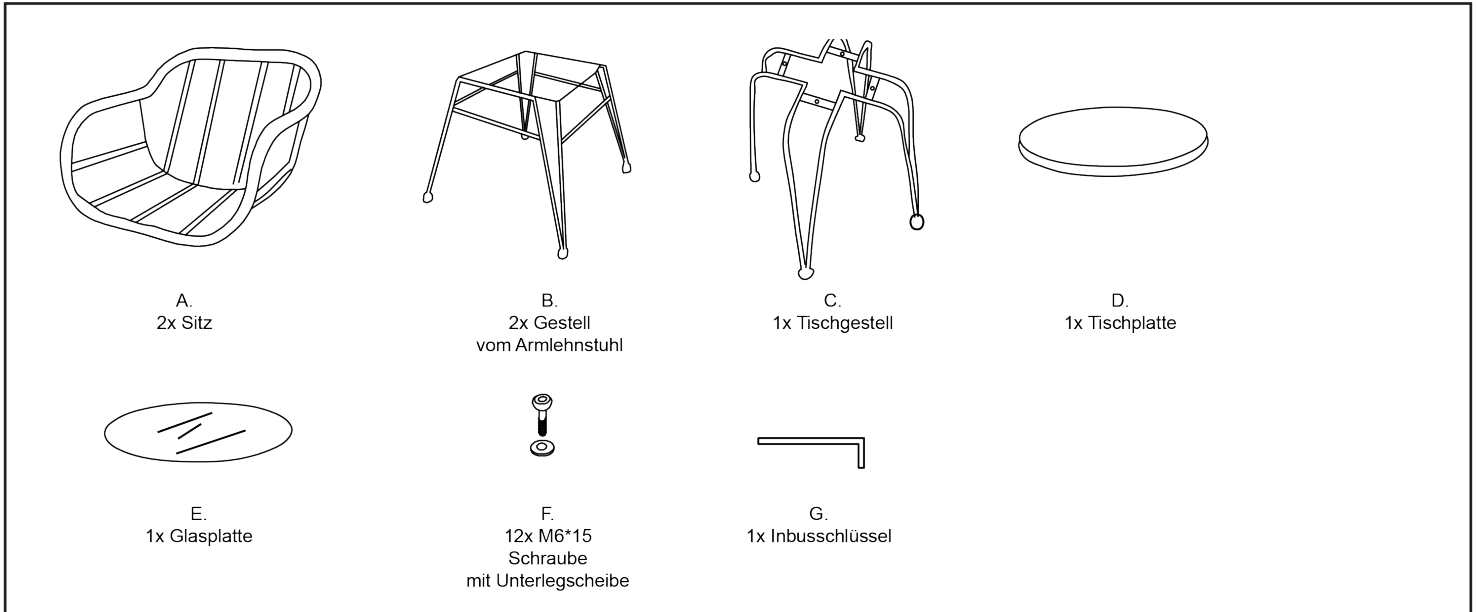 A.
2x Sitz
B.
2x Gestell
vom Armlehnstuhl
C.
1x Tischgestell
D.
1x Tischplatte
E.
1x Glasplatte
F.
12x M6*15
Schraube
mit Unterlegscheibe
G.
1x Inbusschlüssel